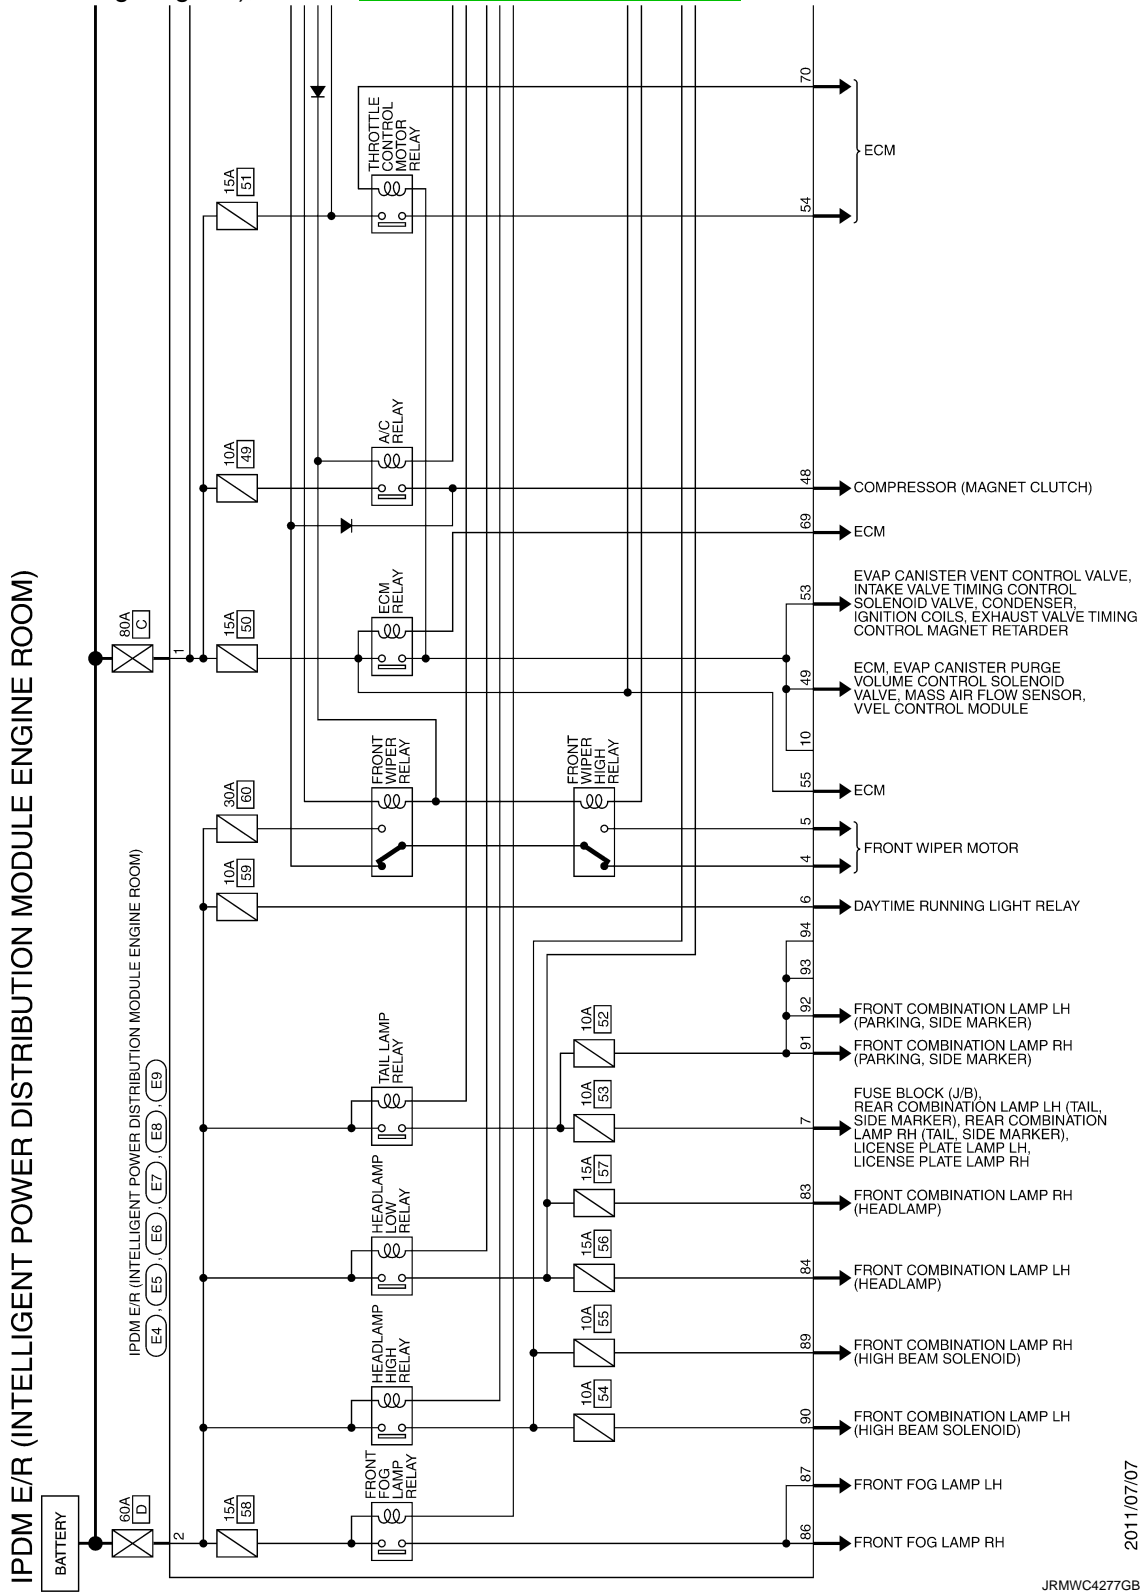 IPDM E/R (INTELLIGENT POWER DISTRIBUTION MODULE ENGINE ROOM)
BATTERY
60A
D
80A
C
2
1
IPDM E/R (INTELLIGENT POWER DISTRIBUTION MODULE ENGINE ROOM)
E4 , E5 , E6 , E7 , E8 , E9
15A
58
10A
59
30A
60
15A
50
10A
49
15A
51
FRONT
FOG
LAMP
RELAY
HEADLAMP
HIGH
RELAY
HEADLAMP
LOW
RELAY
TAIL LAMP
RELAY
FRONT
WIPER
RELAY
ECM
RELAY
A/C
RELAY
THROTTLE
CONTROL
MOTOR
RELAY
FRONT
WIPER
HIGH
RELAY
10A
54
10A
55
15A
56
15A
57
10A
53
10A
52
70
54
ECM
48
COMPRESSOR (MAGNET CLUTCH)
69
ECM
53
EVAP CANISTER VENT CONTROL VALVE,
INTAKE VALVE TIMING CONTROL
SOLENOID VALVE, CONDENSER,
IGNITION COILS, EXHAUST VALVE TIMING
CONTROL MAGNET RETARDER
49
ECM, EVAP CANISTER PURGE
VOLUME CONTROL SOLENOID
VALVE, MASS AIR FLOW SENSOR,
VVEL CONTROL MODULE
10
55
ECM
5
4
FRONT WIPER MOTOR
6
DAYTIME RUNNING LIGHT RELAY
94
93
92
FRONT COMBINATION LAMP LH
(PARKING, SIDE MARKER)
91
FRONT COMBINATION LAMP RH
(PARKING, SIDE MARKER)
7
FUSE BLOCK (J/B),
REAR COMBINATION LAMP LH (TAIL,
SIDE MARKER), REAR COMBINATION
LAMP RH (TAIL, SIDE MARKER),
LICENSE PLATE LAMP LH,
LICENSE PLATE LAMP RH
83
FRONT COMBINATION LAMP RH
(HEADLAMP)
84
FRONT COMBINATION LAMP LH
(HEADLAMP)
89
FRONT COMBINATION LAMP RH
(HIGH BEAM SOLENOID)
90
FRONT COMBINATION LAMP LH
(HIGH BEAM SOLENOID)
87
FRONT FOG LAMP LH
86
FRONT FOG LAMP RH
2011/07/07
JRMWC4277GB